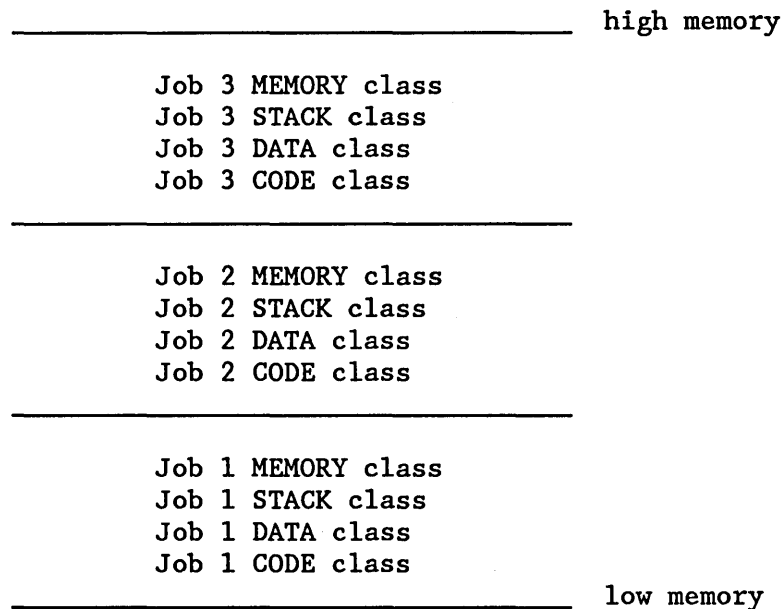 high memory
Job 3 MEMORY class
Job 3 STACK class
Job 3 DATA class
Job 3 CODE class
Job 2 MEMORY class
Job 2 STACK class
Job 2 DATA class
Job 2 CODE class
Job 1 MEMORY class
Job 1 STACK class
Job 1 DATA class
Job 1 CODE class
low memory